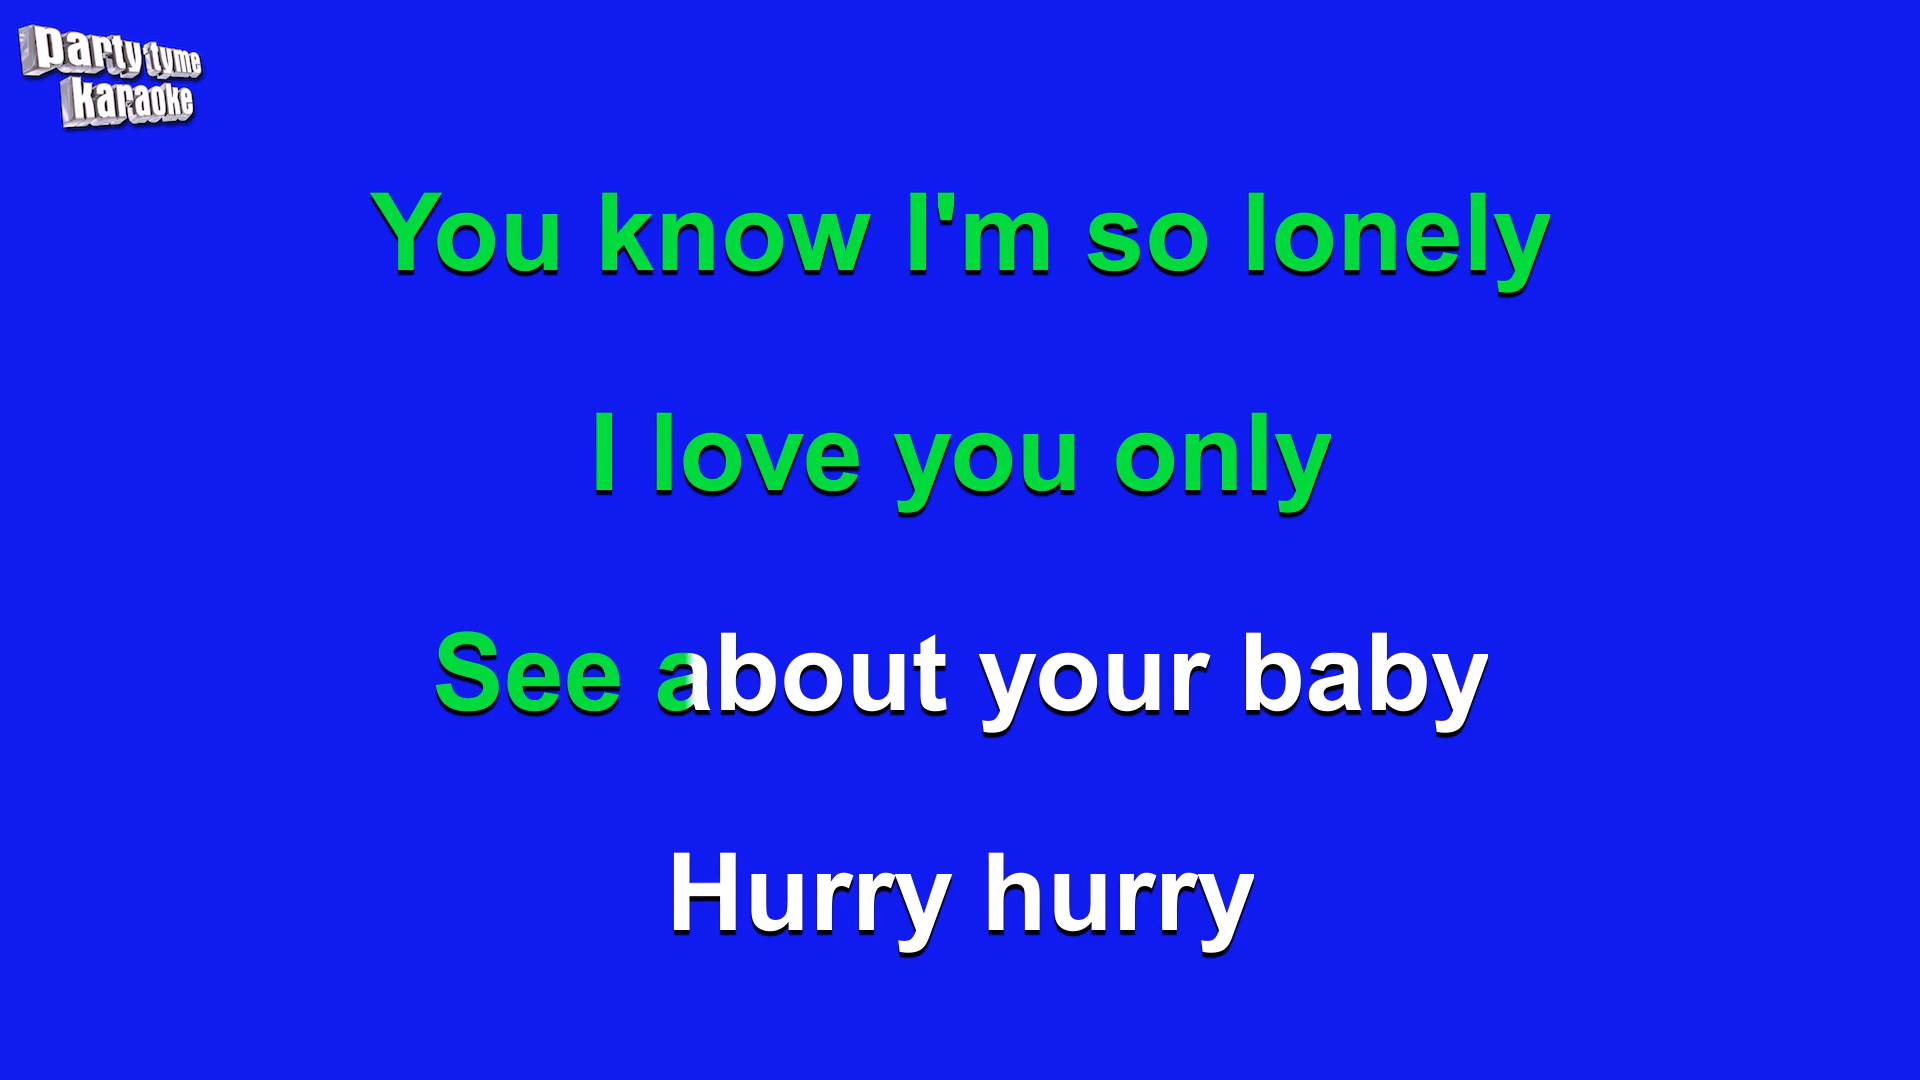 party tyme
karaoke
You know I'm so lonely
I love you only
See about your baby
Hurry hurry